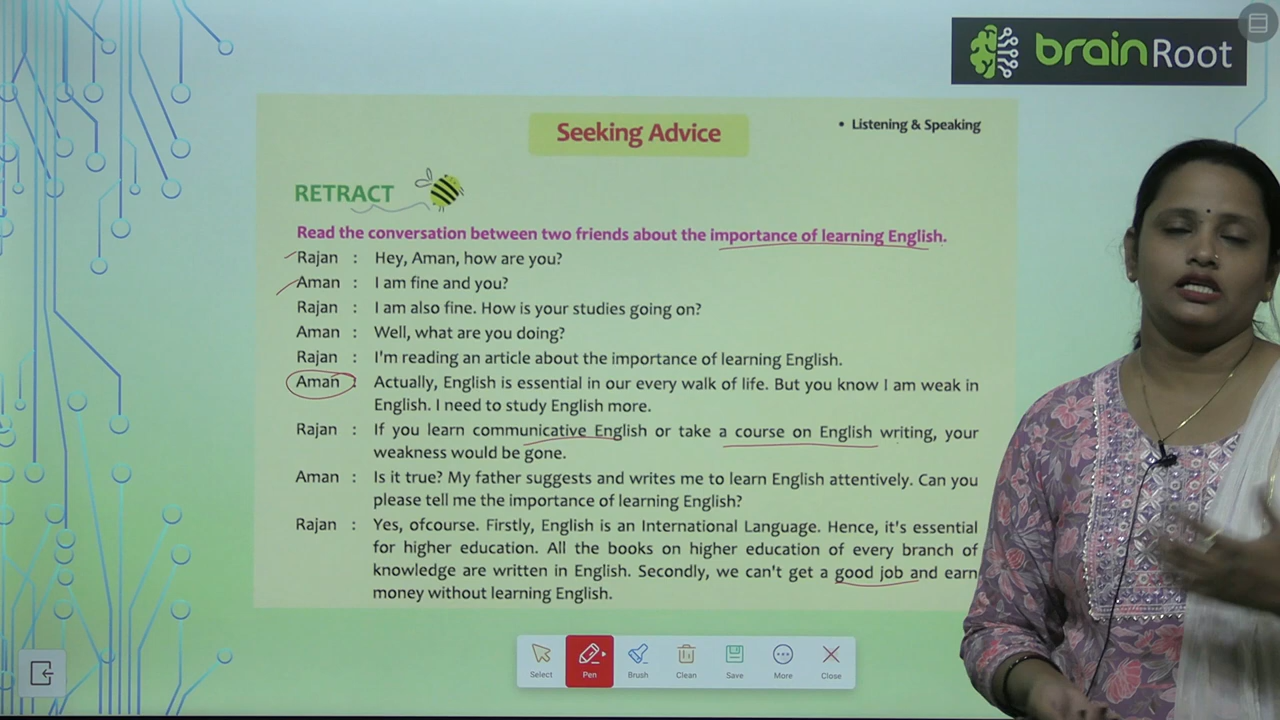 brainRoot
Seeking Advice
• Listening & Speaking
RETRACT
Read the conversation between two friends about the importance of learning English.
Rajan : Hey, Aman, how are you?
Aman : I am fine and you?
Rajan : I am also fine. How is your studies going on?
Aman : Well, what are you doing?
Rajan : I'm reading an article about the importance of learning English.
Aman : Actually, English is essential in our every walk of life. But you know I am weak in
English. I need to study English more.
Rajan : If you learn communicative English or take a course on English writing, your
weakness would be gone.
Aman : Is it true? My father suggests and writes me to learn English attentively. Can you
please tell me the importance of learning English?
Rajan : Yes, ofcourse. Firstly, English is an International Language. Hence, it's essential
for higher education. All the books on higher education of every branch of
knowledge are written in English. Secondly, we can't get a good job and earn
money without learning English.
Select Pen Brush Clean Save More Close